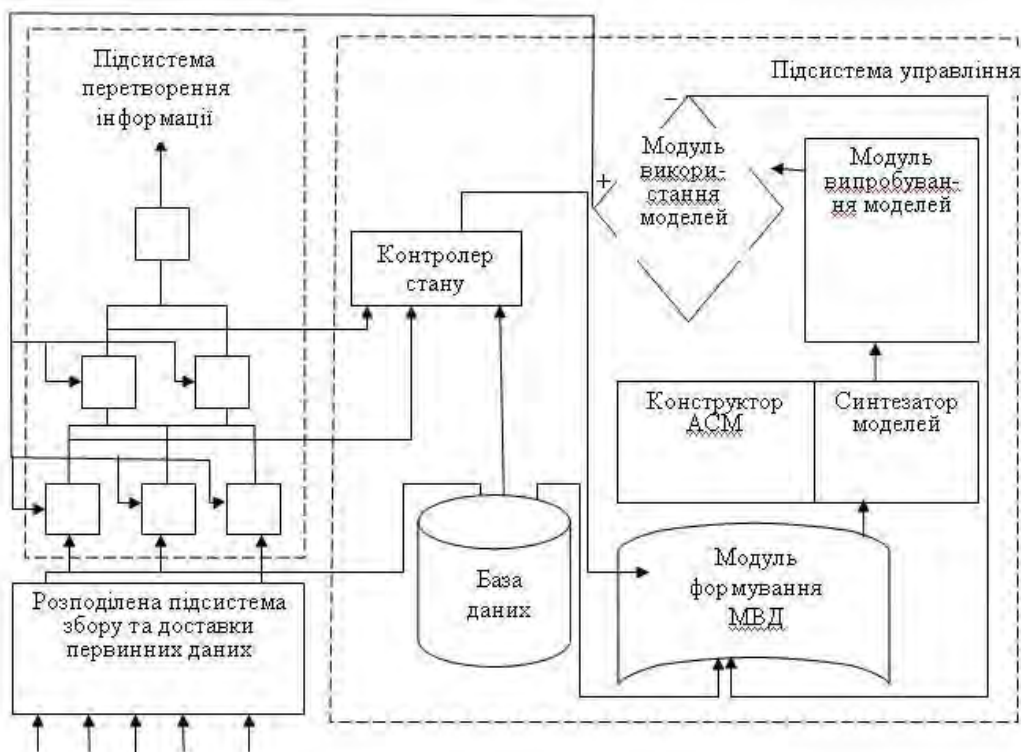 Підсистема
перетворення
інформації
Підсистема управління
–
+
Модуль
викори-
стання
моделей
Модуль
випробуван-
ня моделей
Контролер
стану
Конструктор
АСМ
Синтезатор
моделей
База
даних
Модуль
формування
МВД
Розподілена підсистема
збору та доставки
первинних даних